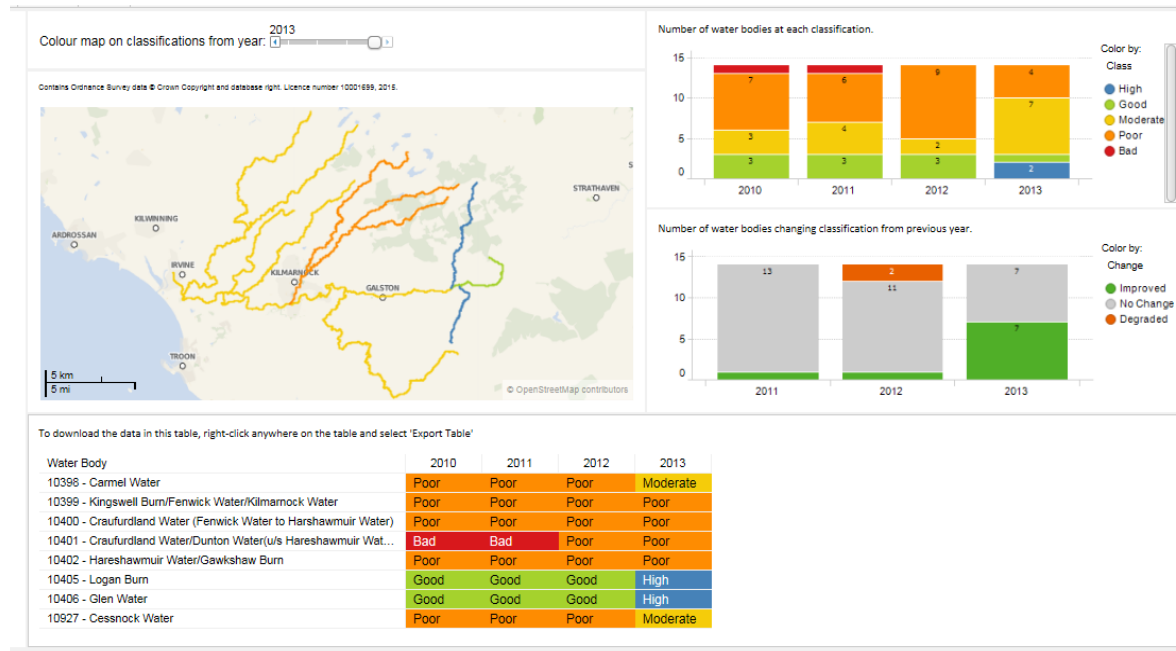 2013
Colour map on classifications from year:
Contains Ordnance Survey data © Crown Copyright and database right. Licence number 10001699, 2015.
STRATHAVEN
KILWINNING
ARDROSSAN
IRVINE
KILMARNOCK
GALSTON
TROON
5 km
5 mi
© OpenStreetMap contributors
Number of water bodies at each classification.
15
10
5
0
7
3
3
6
4
3
9
2
3
4
7
2
2010 2011 2012 2013
Color by:
Class
High
Good
Moderate
Poor
Bad
Number of water bodies changing classification from previous year.
15
10
5
0
13
2
11
7
7
2011 2012 2013
Color by:
Change
Improved
No Change
Degraded
To download the data in this table, right-click anywhere on the table and select 'Export Table'
Water Body 2010 2011 2012 2013
10398 - Carmel Water Poor Poor Poor Moderate
10399 - Kingswell Burn/Fenwick Water/Kilmarnock Water Poor Poor Poor Poor
10400 - Craufurdland Water (Fenwick Water to Harshawmuir Water) Poor Poor Poor Poor
10401 - Craufurdland Water/Dunton Water(u/s Hareshawmuir Wat... Bad Bad Poor Poor
10402 - Hareshawmuir Water/Gawkshaw Burn Poor Poor Poor Poor
10405 - Logan Burn Good Good Good High
10406 - Glen Water Good Good Good High
10927 - Cessnock Water Poor Poor Poor Moderate